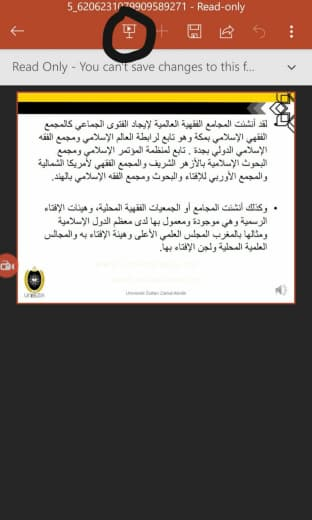 5_6206231079909589271 - Read-only
Read Only - You can't save changes to this f...
لقد أنشئت المجامع الفقهية العالمية لإيجاد الفتوى الجماعي كالمجمع
الفقهي الإسلامي بمكة وهو تابع لرابطة العالم الإسلامي ومجمع الفقه
الإسلامي الدولي بجدة . تابع لمنظمة المؤتمر الإسلامي ومجمع
البحوث الإسلامية بالأزهر الشريف والمجمع الفقهي لأمريكا الشمالية
والمجمع الأوربي للإفتاء والبحوث ومجمع الفقه الإسلامي بالهند.
• وكذلك أنشئت المجامع أو الجمعيات الفقهية المحلية، وهيئات الإفتاء
الرسمية وهي موجودة ومعمول بها لدى معظم الدول الإسلامية
ومثالها بالمغرب المجلس العلمي الأعلى وهيئة الإفتاء به والمجالس
العلمية المحلية ولجن الإفتاء بها.
UniSZA
Universiti Sultan Zainal Abidin